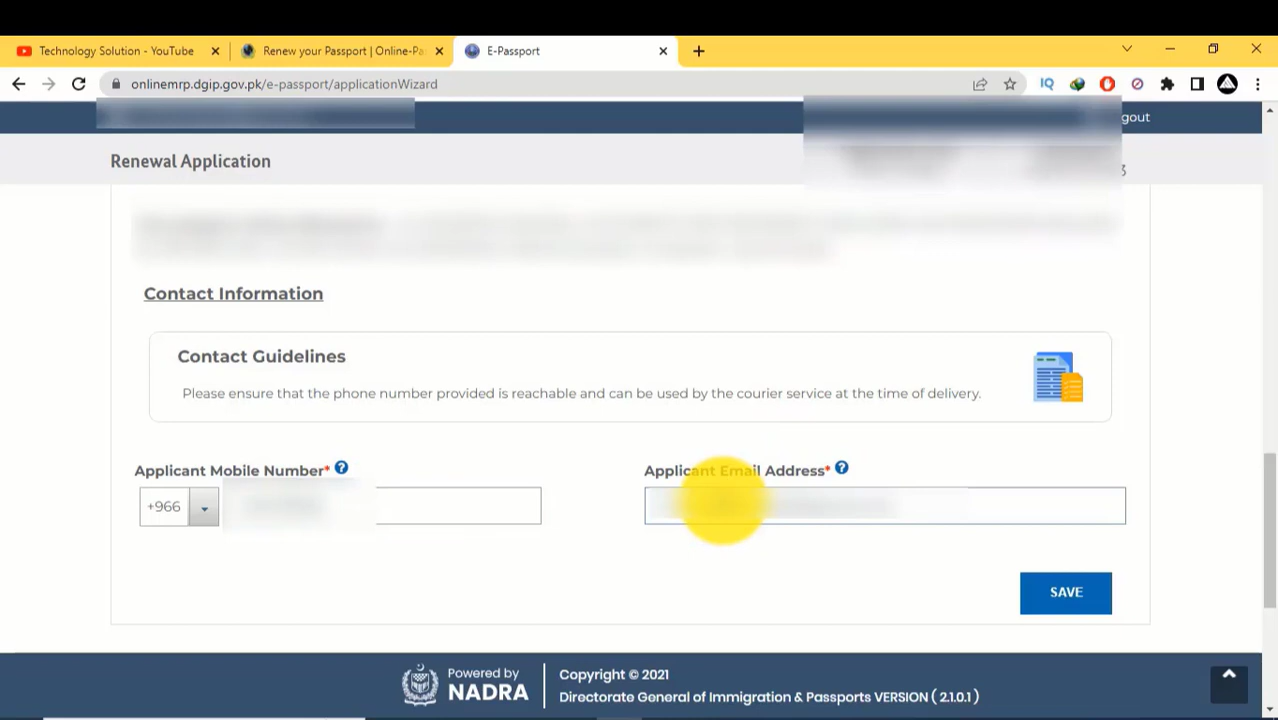 Technology Solution - YouTube
Renew your Passport | Online-Pa
E-Passport
onlinemrp.dgip.gov.pk/e-passport/applicationWizard
IQ
gout
Renewal Application
3
Contact Information
Contact Guidelines
Please ensure that the phone number provided is reachable and can be used by the courier service at the time of delivery.
Applicant Mobile Number* ?
Applicant Email Address* ?
+966
SAVE
Powered by
NADRA
Copyright © 2021
Directorate General of Immigration & Passports VERSION ( 2.1.0.1 )